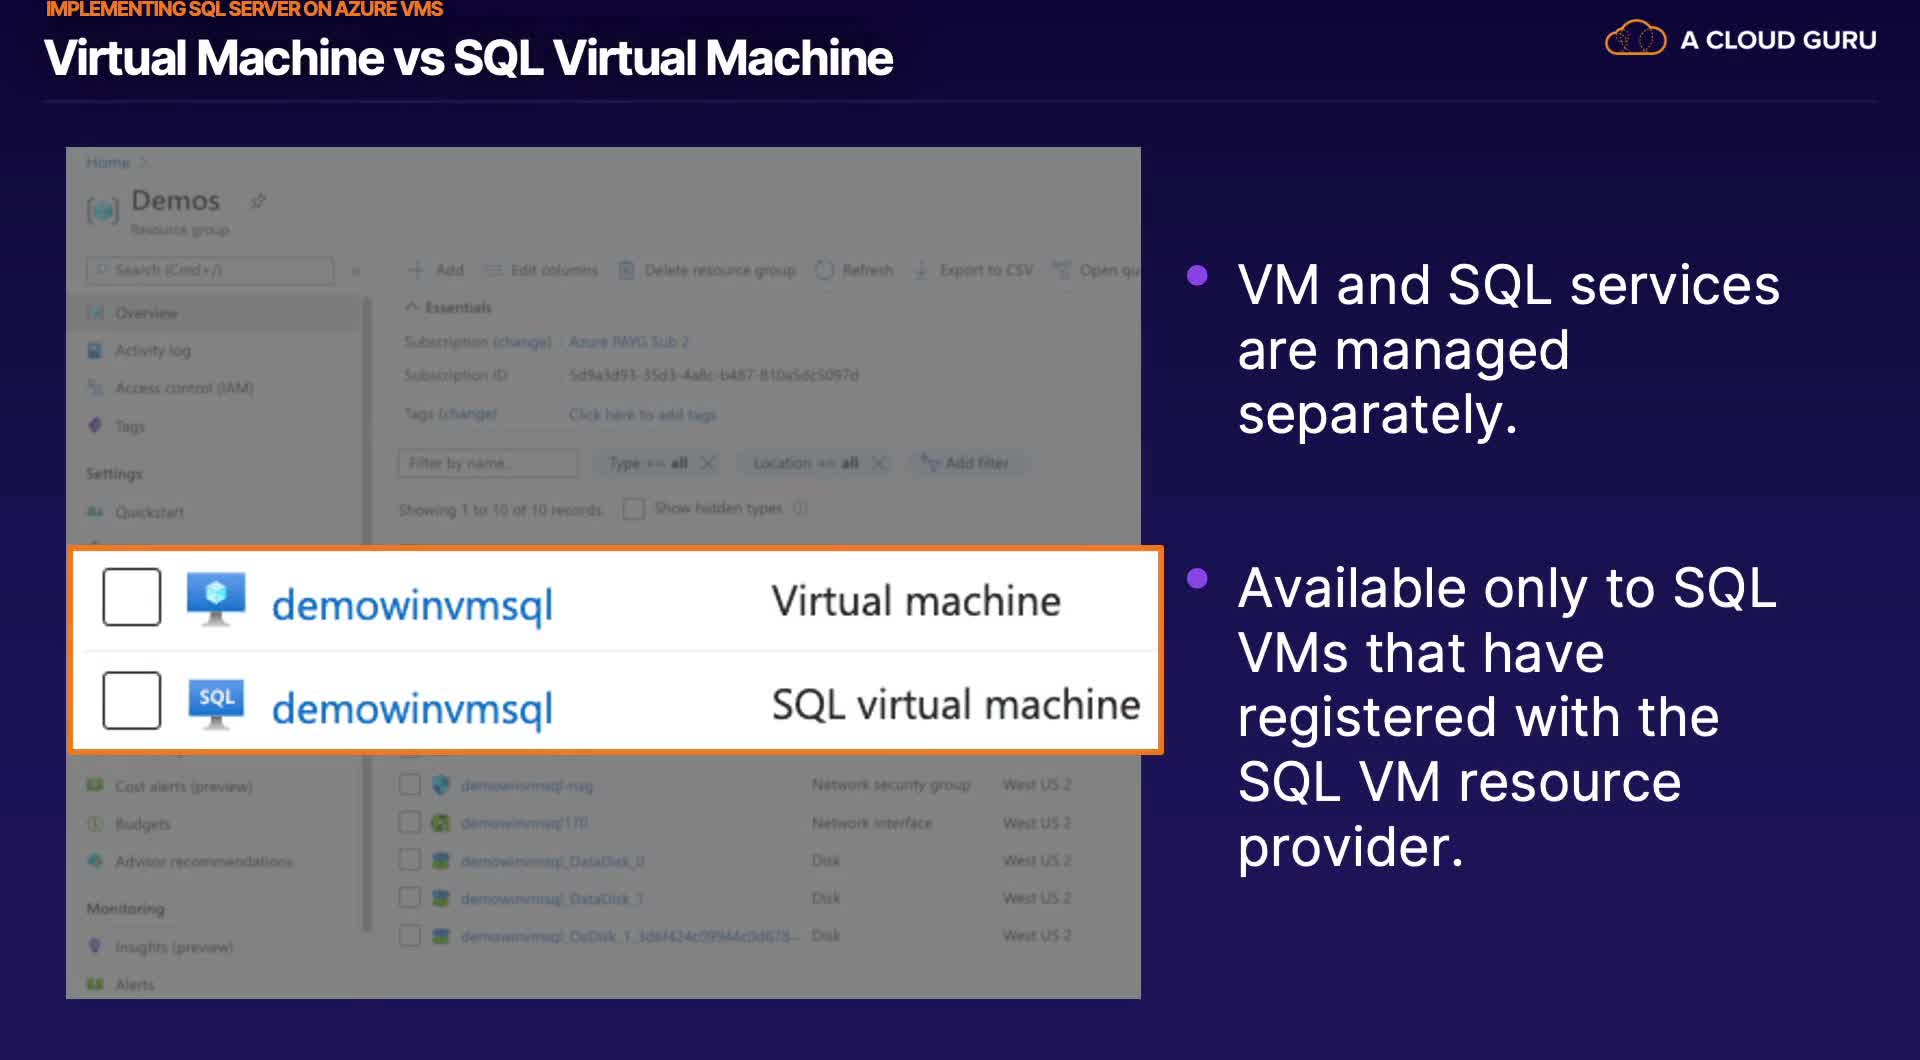 IMPLEMENTING SQL SERVER ON AZURE VMS
Virtual Machine vs SQL Virtual Machine
A CLOUD GURU
Home
Demos
Resource group
Search (Cmd+/)
Add Edit columns Delete resource group Refresh Export to CSV Open qu
Overview
Activity log
Access control (IAM)
Tags
Settings
Quickstart
Essentials
Subscription (change) : Azure PAYG Sub 2
Subscription ID : 5d9a3d93-35d3-4a8c-b487-810a5dc5097d
Tags (change) : Click here to add tags
Filter by name... Type == all Location == all Add filter
Showing 1 to 10 of 10 records. Show hidden types
demowinvmsql Virtual machine
SQL demowinvmsql SQL virtual machine
Cost alerts (preview)
Budgets
Advisor recommendations
Monitoring
Insights (preview)
Alerts
demowinvmsql-nsg Network security group West US 2
demowinvmsql170 Network interface West US 2
demowinvmsql_DataDisk_0 Disk West US 2
demowinvmsql_DataDisk_1 Disk West US 2
Disk West US 2
VM and SQL services
are managed
separately.
Available only to SQL
VMs that have
registered with the
SQL VM resource
provider.